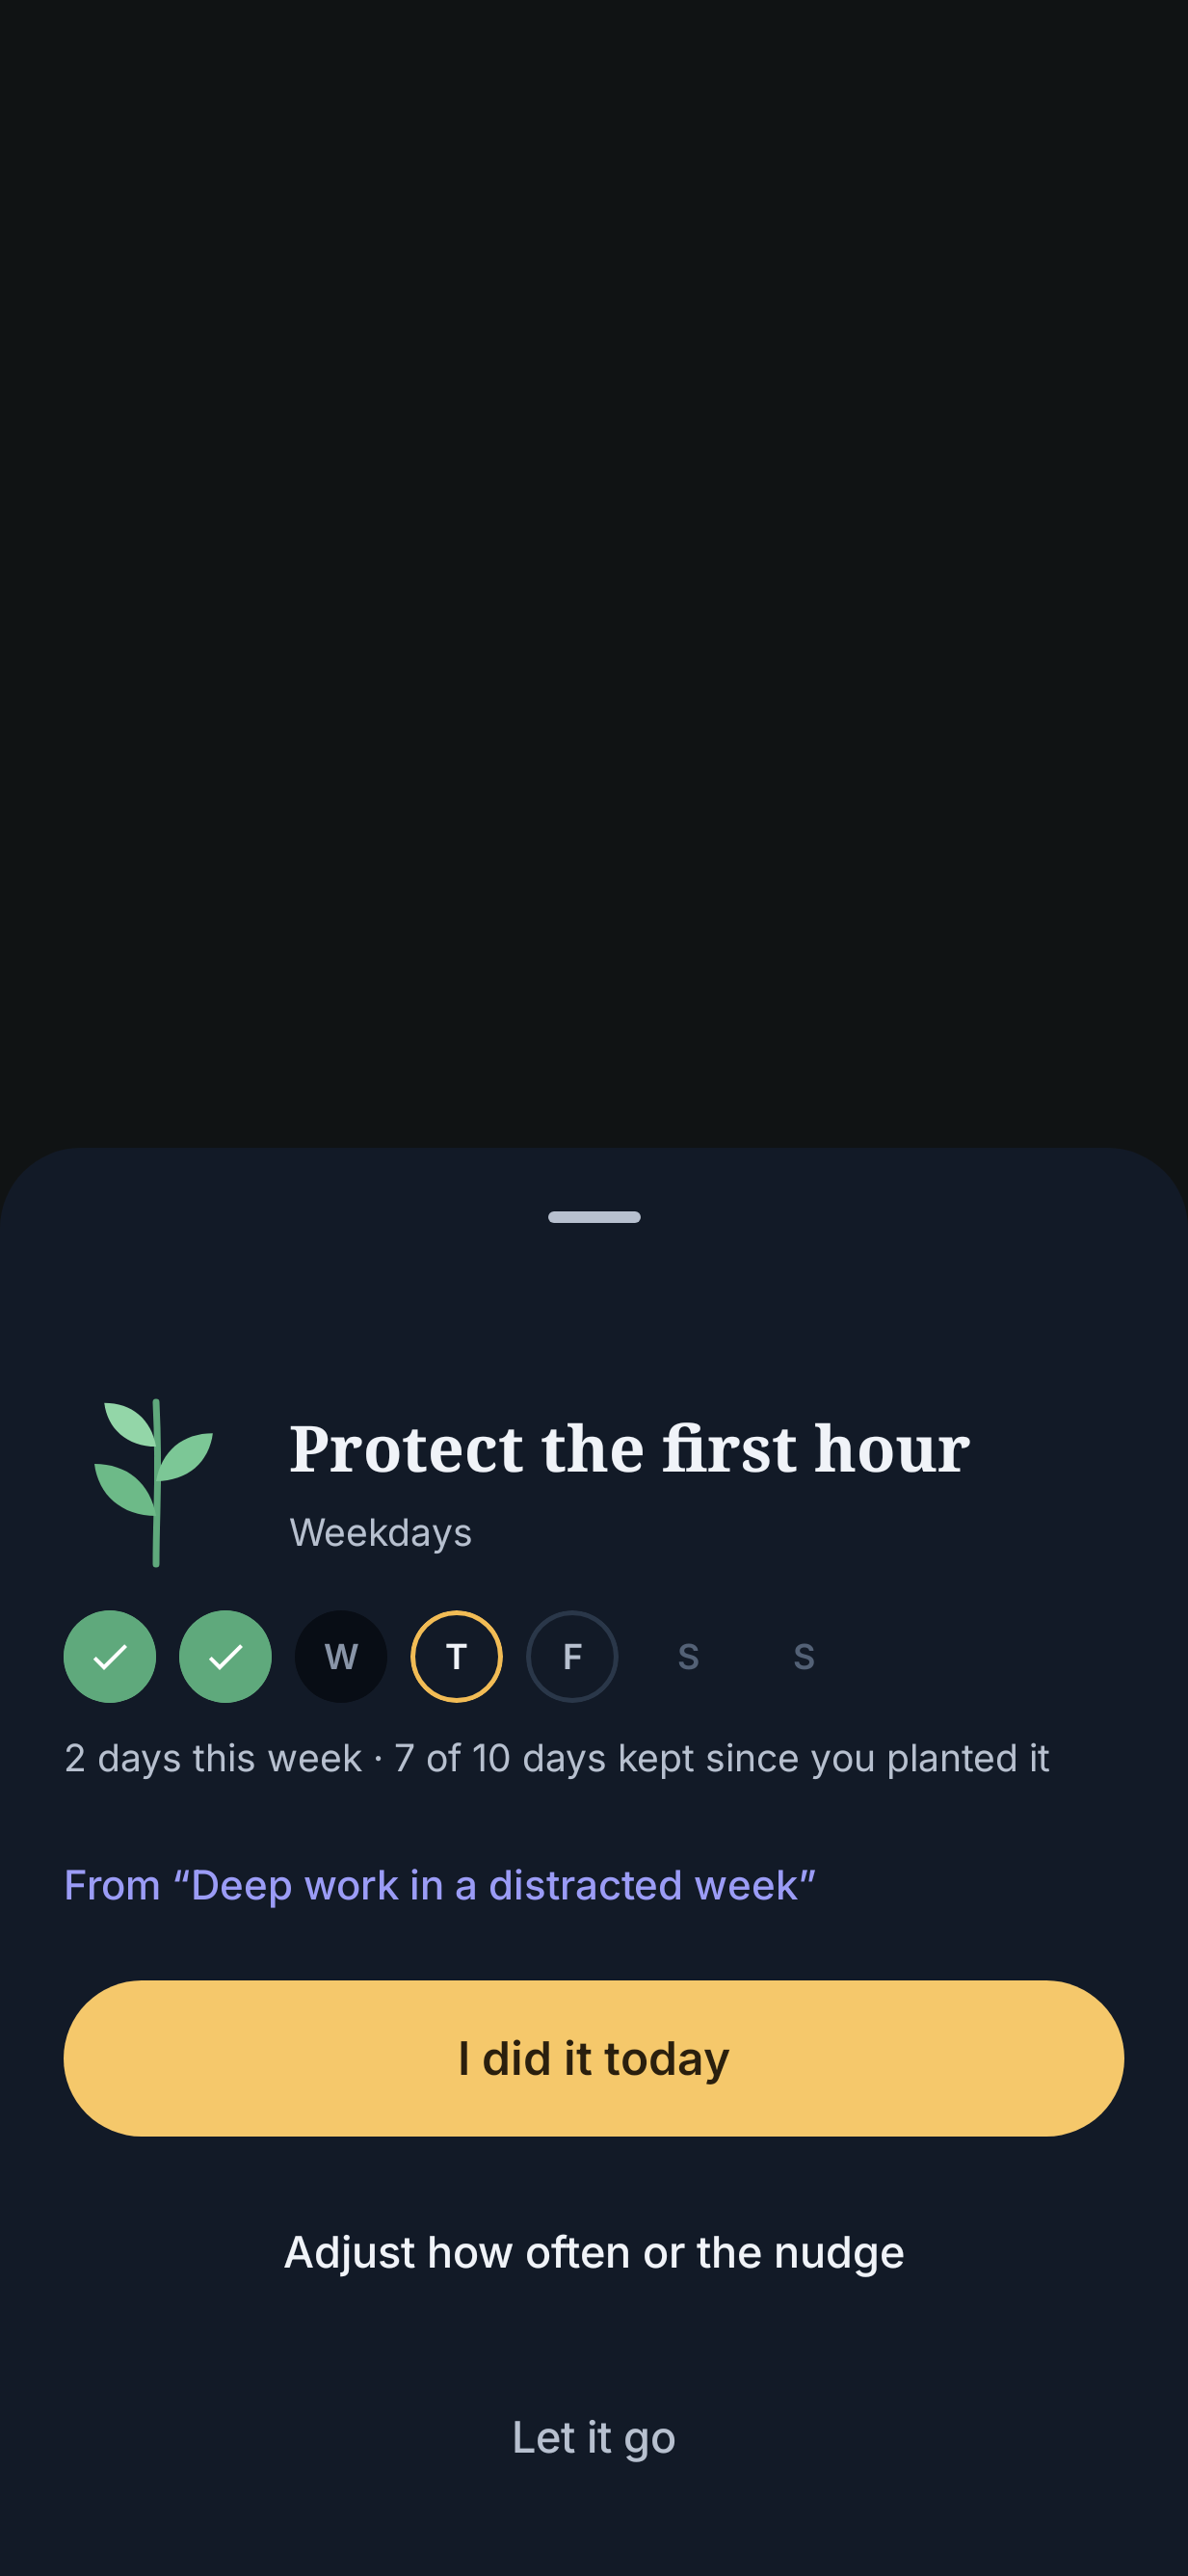 Protect the first hour
Weekdays
W T F S S
2 days this week · 7 of 10 days kept since you planted it
From “Deep work in a distracted week”
I did it today
Adjust how often or the nudge
Let it go